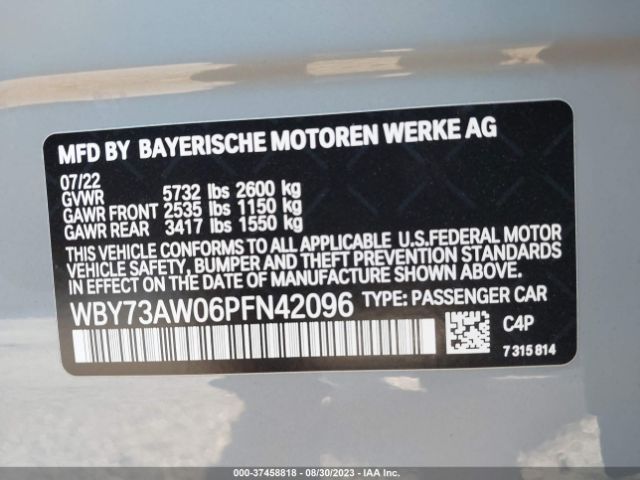 MFD BY BAYERISCHE MOTOREN WERKE AG
07/22
GVWR 5732 lbs 2600 kg
GAWR FRONT 2535 lbs 1150 kg
GAWR REAR 3417 lbs 1550 kg
THIS VEHICLE CONFORMS TO ALL APPLICABLE U.S.FEDERAL MOTOR
VEHICLE SAFETY, BUMPER AND THEFT PREVENTION STANDARDS IN
EFFECT ON THE DATE OF MANUFACTURE SHOWN ABOVE.
WBY73AW06PFN42096 TYPE: PASSENGER CAR
C4P
7 315 814
000-37458818 - 08/30/2023 - IAA Inc.